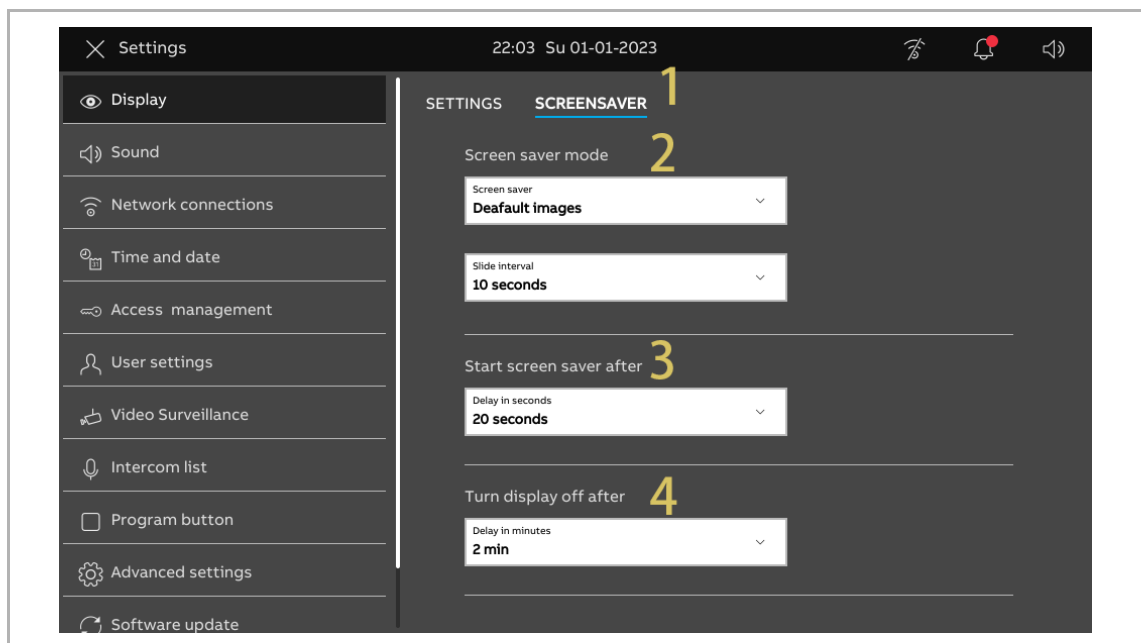 Settings
22:03 Su 01-01-2023
Display
Sound
Network connections
Time and date
31
Access management
User settings
Video Surveillance
Intercom list
Program button
Advanced settings
Software update
SETTINGS SCREENSAVER 1
Screen saver mode 2
Screen saver
Deafault images
Slide interval
10 seconds
Start screen saver after 3
Delay in seconds
20 seconds
Turn display off after 4
Delay in minutes
2 min